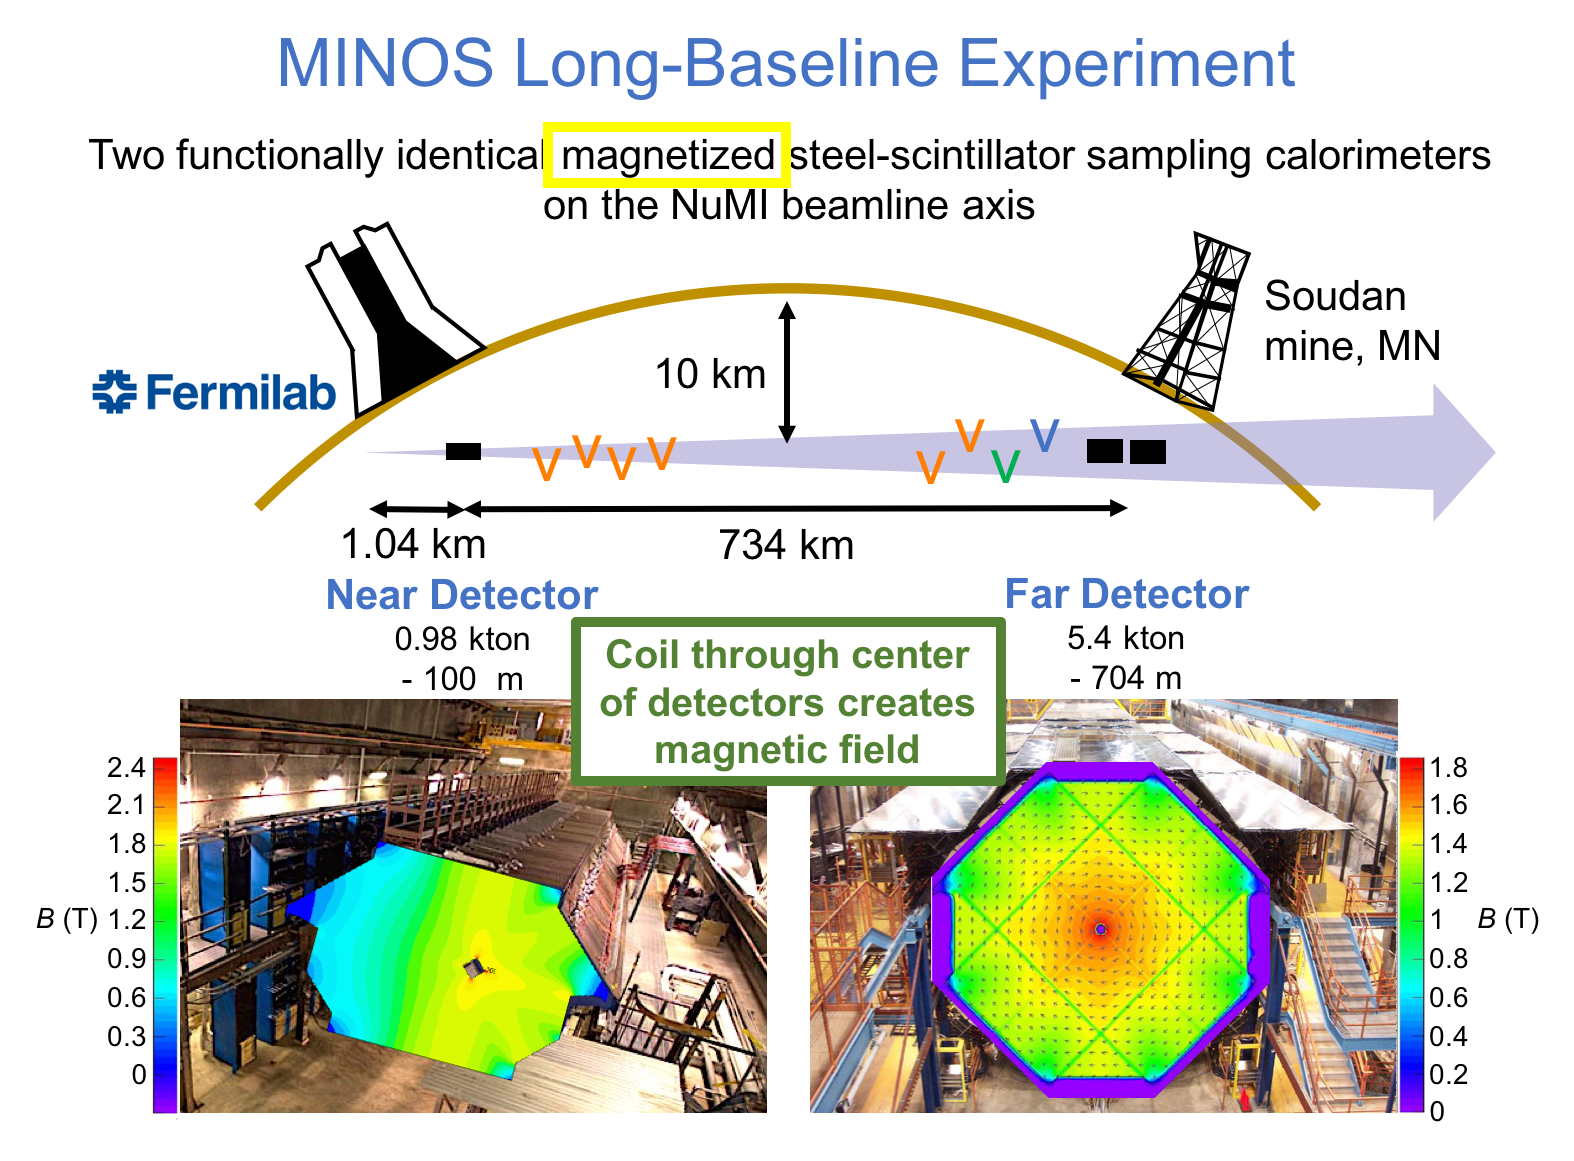 MINOS Long-Baseline Experiment
Two functionally identical magnetized steel-scintillator sampling calorimeters
on the NuMI beamline axis
Soudan
mine, MN
10 km
Fermilab
ν ν ν ν ν ν ν ν
1.04 km
734 km
Near Detector
0.98 kton
- 100 m
Far Detector
5.4 kton
- 704 m
Coil through center
of detectors creates
magnetic field
2.4
2.1
1.8
1.5
B (T) 1.2
0.9
0.6
0.3
0
1.8
1.6
1.4
1.2
1 B (T)
0.8
0.6
0.4
0.2
0